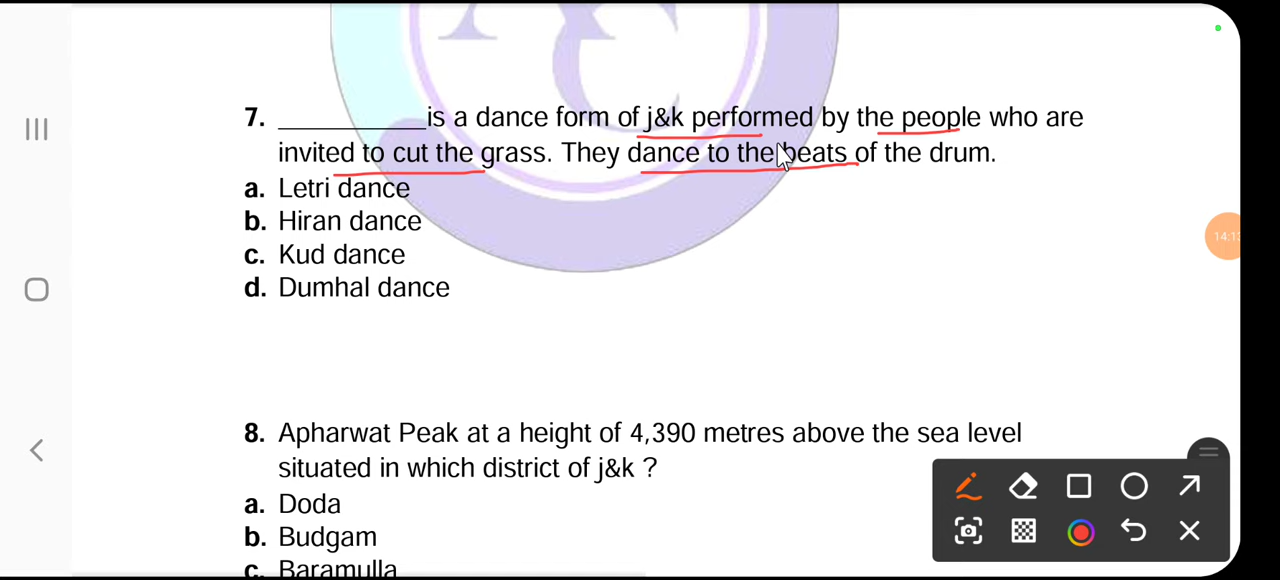 7. ___________is a dance form of j&k performed by the people who are
invited to cut the grass. They dance to the beats of the drum.
a. Letri dance
b. Hiran dance
c. Kud dance
d. Dumhal dance
8. Apharwat Peak at a height of 4,390 metres above the sea level
situated in which district of j&k ?
a. Doda
b. Budgam
c. Baramulla